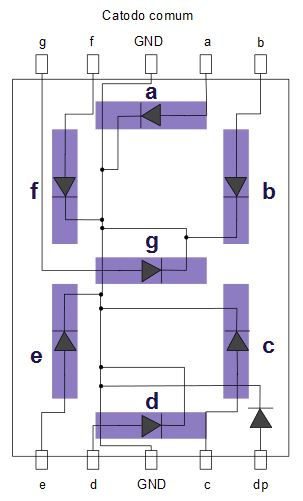 Catodo comum
g f GND a b
a
f b
g
e c
d
e d GND c dp